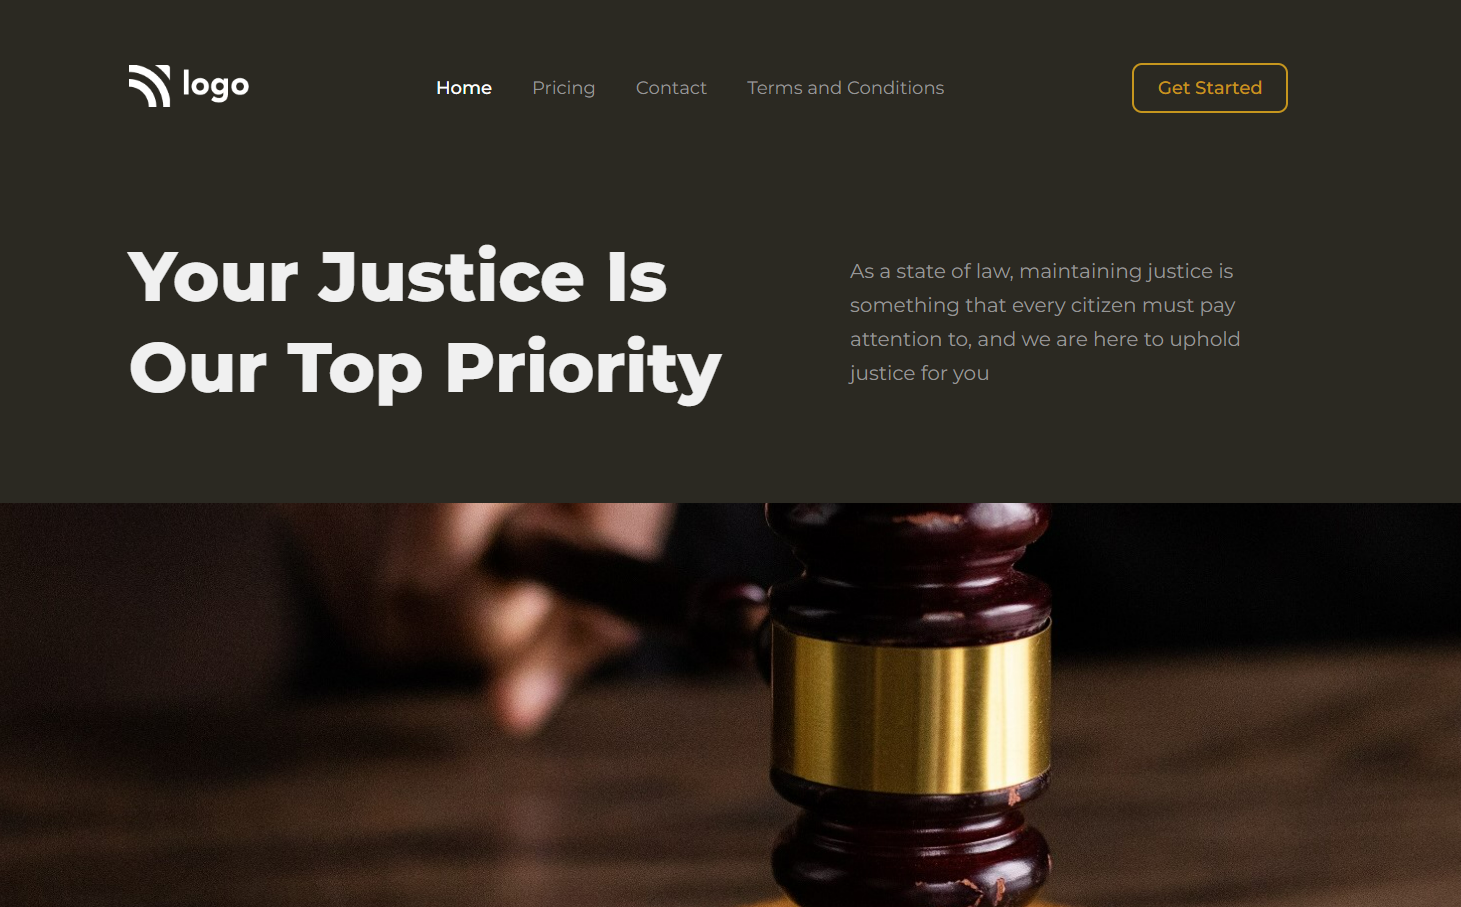 logo
Home Pricing Contact Terms and Conditions
Get Started
Your Justice Is
Our Top Priority
As a state of law, maintaining justice is
something that every citizen must pay
attention to, and we are here to uphold
justice for you